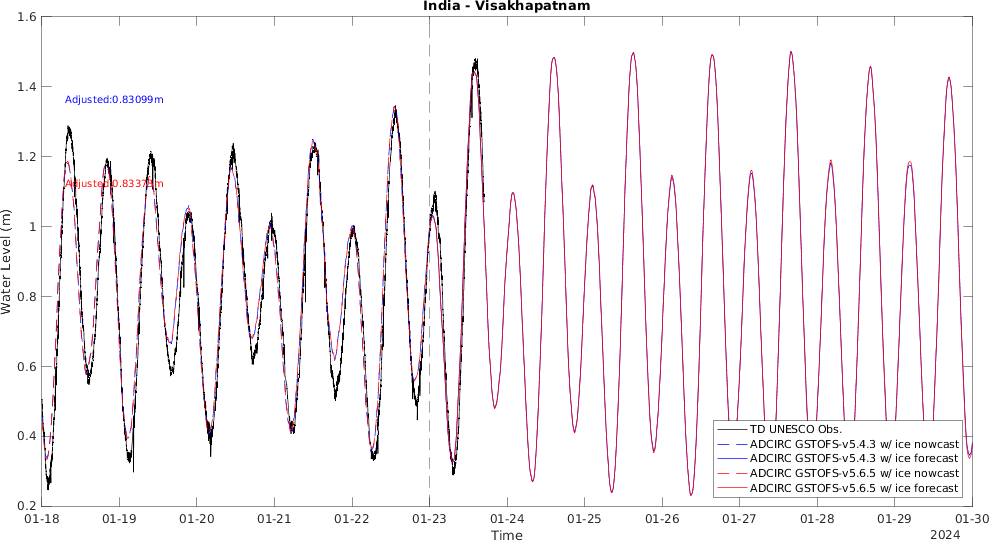 India - Visakhapatnam
1.6
1.4
1.2
1
0.8
0.6
0.4
0.2
Water Level (m)
Adjusted:0.83099m
TD UNESCO Obs.
ADCIRC GSTOFS-v5.4.3 w/ ice nowcast
ADCIRC GSTOFS-v5.4.3 w/ ice forecast
ADCIRC GSTOFS-v5.6.5 w/ ice nowcast
ADCIRC GSTOFS-v5.6.5 w/ ice forecast
01-18 01-19 01-20 01-21 01-22 01-23 01-24 01-25 01-26 01-27 01-28 01-29 01-30
Time
2024